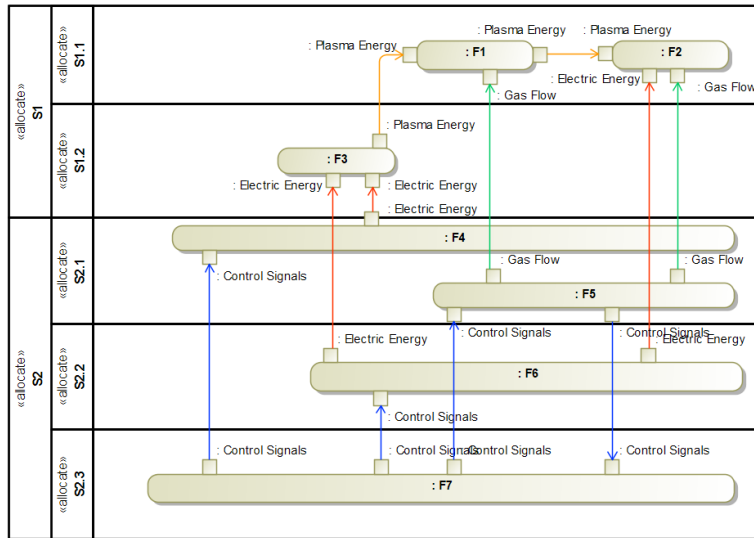 «allocate»
S1
«allocate»
S1.1
: Plasma Energy
: F1
: Plasma Energy
: Plasma Energy
: F2
: Electric Energy
: Gas Flow
: Gas Flow
«allocate»
S1.2
: Plasma Energy
: F3
: Electric Energy
: Electric Energy
: Electric Energy
«allocate»
S2
«allocate»
S2.1
: F4
: Control Signals
: Gas Flow
: Gas Flow
: F5
: Control Signals
: Control Signals
«allocate»
S2.2
: Electric Energy
: Electric Energy
: F6
: Control Signals
«allocate»
S2.3
: Control Signals
: Control Signals
: Control Signals
: Control Signals
: F7